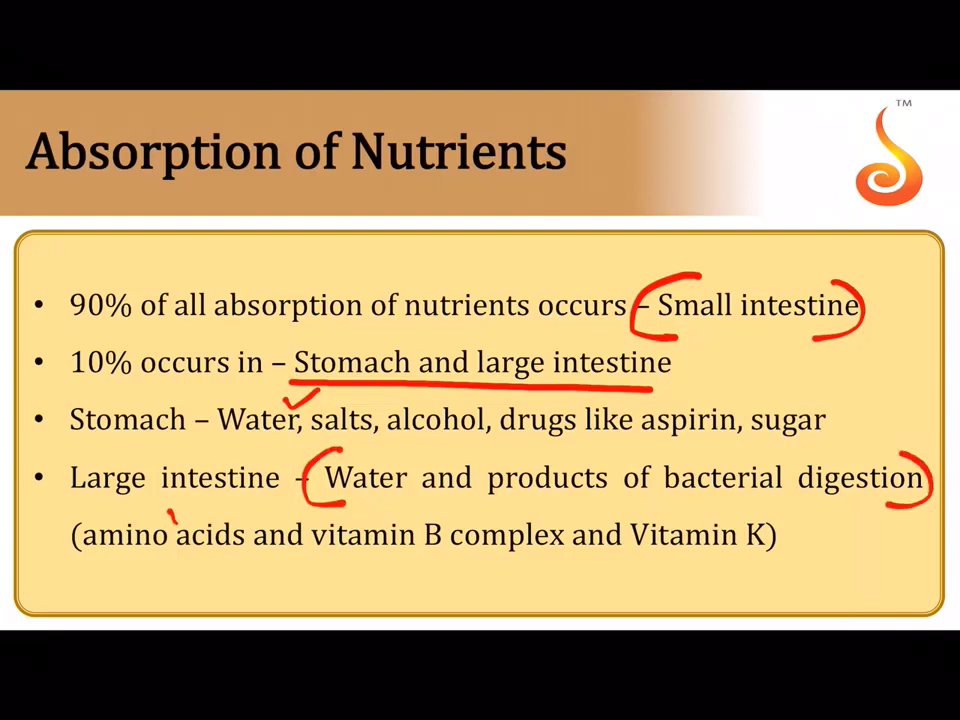 TM
Absorption of Nutrients
• 90% of all absorption of nutrients occurs – Small intestine
• 10% occurs in – Stomach and large intestine
• Stomach – Water, salts, alcohol, drugs like aspirin, sugar
• Large intestine – Water and products of bacterial digestion
(amino acids and vitamin B complex and Vitamin K)